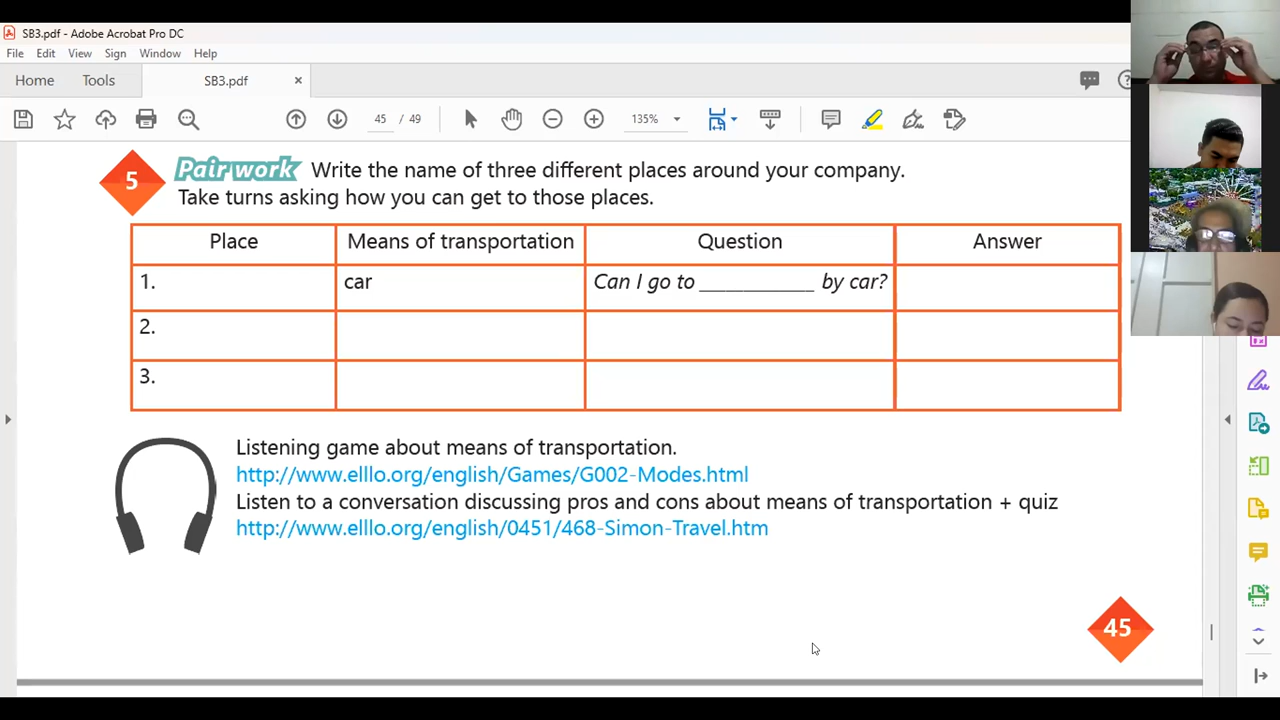 SB3.pdf - Adobe Acrobat Pro DC
File Edit View Sign Window Help
Home Tools SB3.pdf ×
45 / 49 135%
5 Pair work Write the name of three different places around your company.
Take turns asking how you can get to those places.
Place Means of transportation Question Answer
1. car Can I go to ___________ by car?
2.
3.
Listening game about means of transportation.
http://www.elllo.org/english/Games/G002-Modes.html
Listen to a conversation discussing pros and cons about means of transportation + quiz
http://www.elllo.org/english/0451/468-Simon-Travel.htm
45